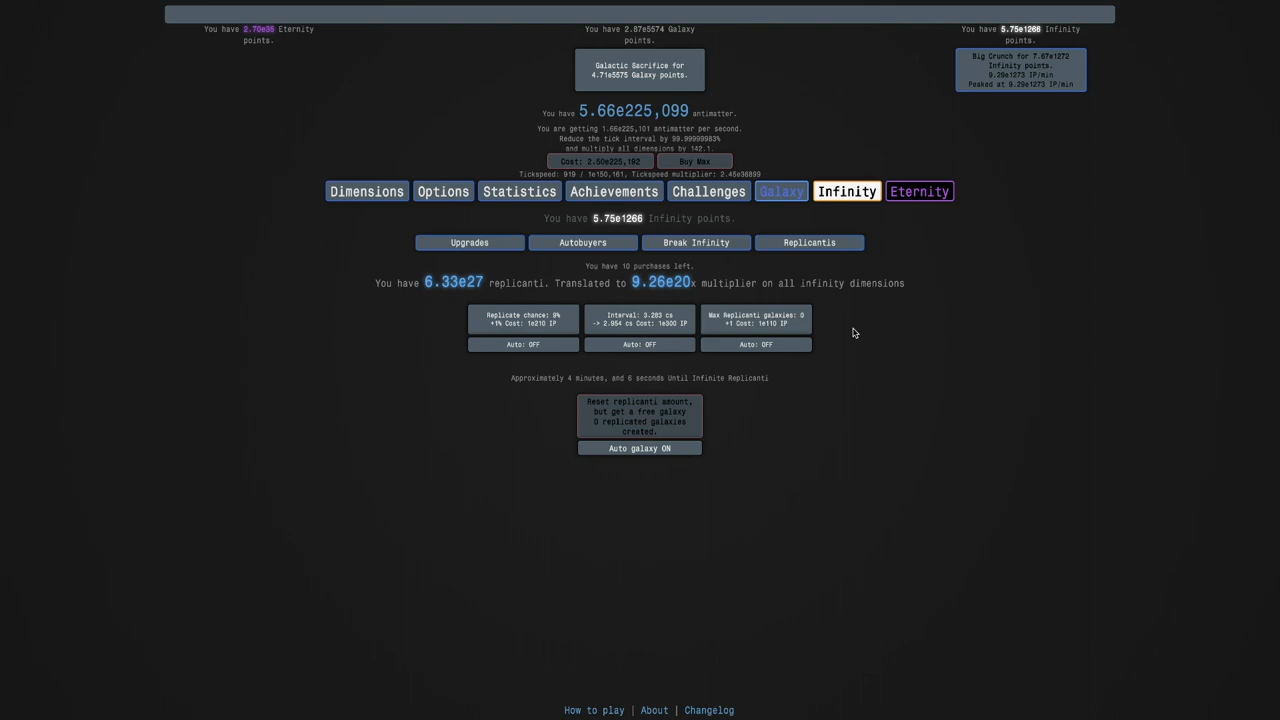 You have 2.70e35 Eternity
points.
You have 2.87e5574 Galaxy
points.
You have 5.75e1266 Infinity
points.
Galactic Sacrifice for
4.71e5575 Galaxy points.
Big Crunch for 7.67e1272
Infinity points.
9.29e1273 IP/min
Peaked at 9.29e1273 IP/min
You have 5.66e225,099 antimatter.
You are getting 1.66e225,101 antimatter per second.
Reduce the tick interval by 99.99999983%
and multiply all dimensions by 142.1.
Cost: 2.50e225,192
Buy Max
Tickspeed: 919 / 1e150,161, Tickspeed multiplier: 2.45e36899
Dimensions
Options
Statistics
Achievements
Challenges
Galaxy
Infinity
Eternity
You have 5.75e1266 Infinity points.
Upgrades
Autobuyers
Break Infinity
Replicantis
You have 10 purchases left.
You have 6.33e27 replicanti. Translated to 9.26e20x multiplier on all infinity dimensions
Replicate chance: 9%
+1% Cost: 1e210 IP
Interval: 3.283 cs
-> 2.954 cs Cost: 1e300 IP
Max Replicanti galaxies: 0
+1 Cost: 1e110 IP
Auto: OFF
Auto: OFF
Auto: OFF
Approximately 4 minutes, and 6 seconds Until Infinite Replicanti
Reset replicanti amount,
but get a free galaxy
0 replicated galaxies
created.
Auto galaxy ON
How to play | About | Changelog